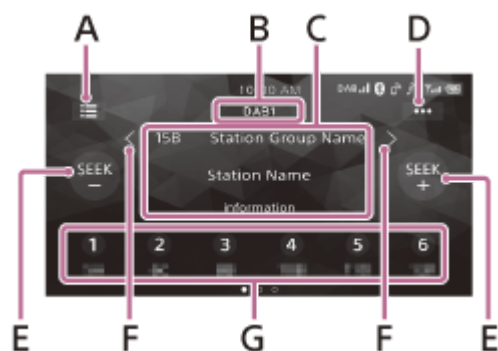 A B C D
10:00 AM DAB
DAB1
15B Station Group Name
SEEK
−
Station Name
SEEK
+
information
1 2 3 4 5 6
E F G F E